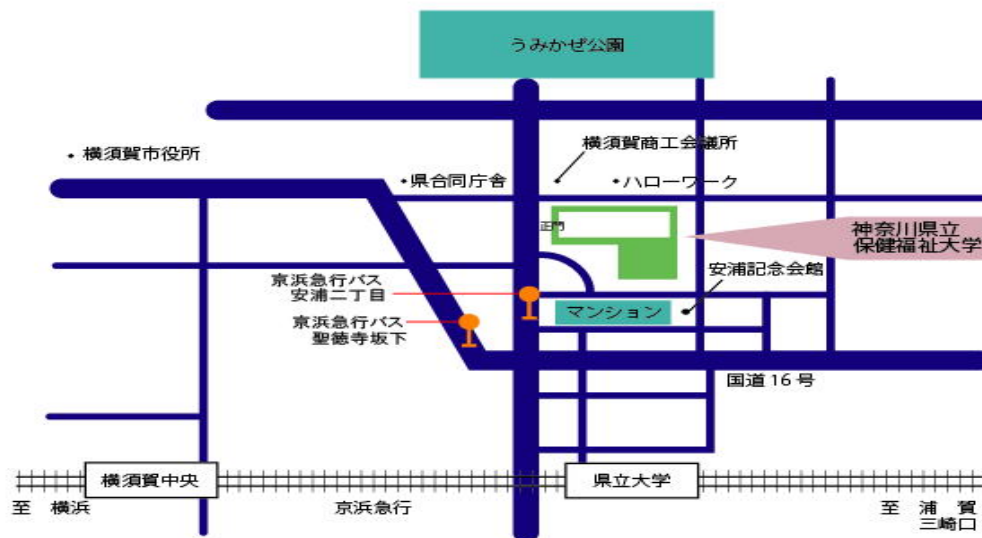 うみかぜ公園
横須賀商工会議所
横須賀市役所
県合同庁舎
ハローワーク
正門
神奈川県立
保健福祉大学
安浦記念会館
京浜急行バス
安浦二丁目
マンション
京浜急行バス
聖徳寺坂下
国道16号
横須賀中央
県立大学
至 横浜
京浜急行
至 浦賀
三崎口